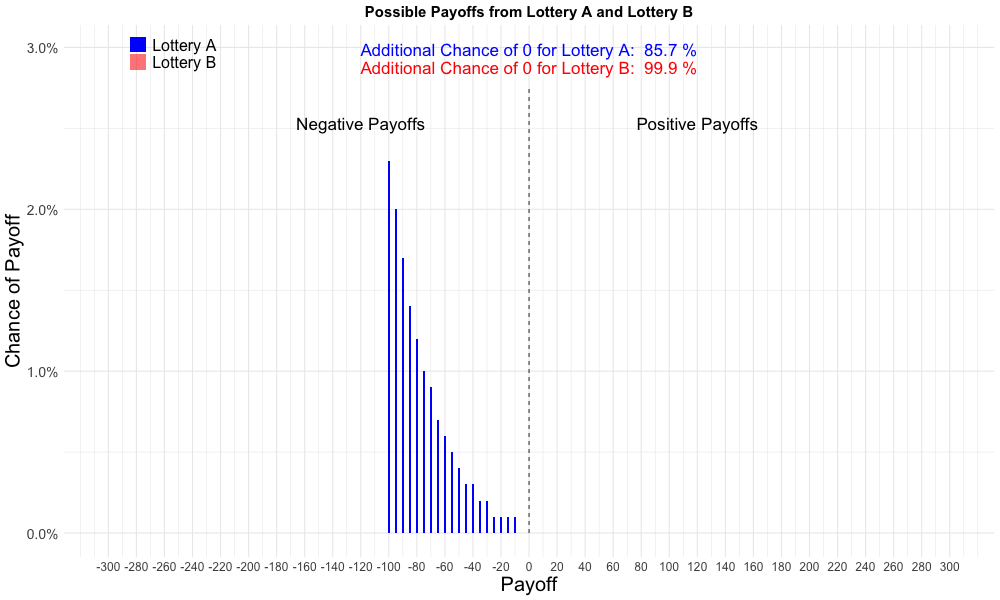 Possible Payoffs from Lottery A and Lottery B
Lottery A
Lottery B
Additional Chance of 0 for Lottery A:  85.7 %
Additional Chance of 0 for Lottery B:  99.9 %
Negative Payoffs
Positive Payoffs
Chance of Payoff
3.0%
2.0%
1.0%
0.0%
-300 -280 -260 -240 -220 -200 -180 -160 -140 -120 -100 -80 -60 -40 -20 0 20 40 60 80 100 120 140 160 180 200 220 240 260 280 300
Payoff